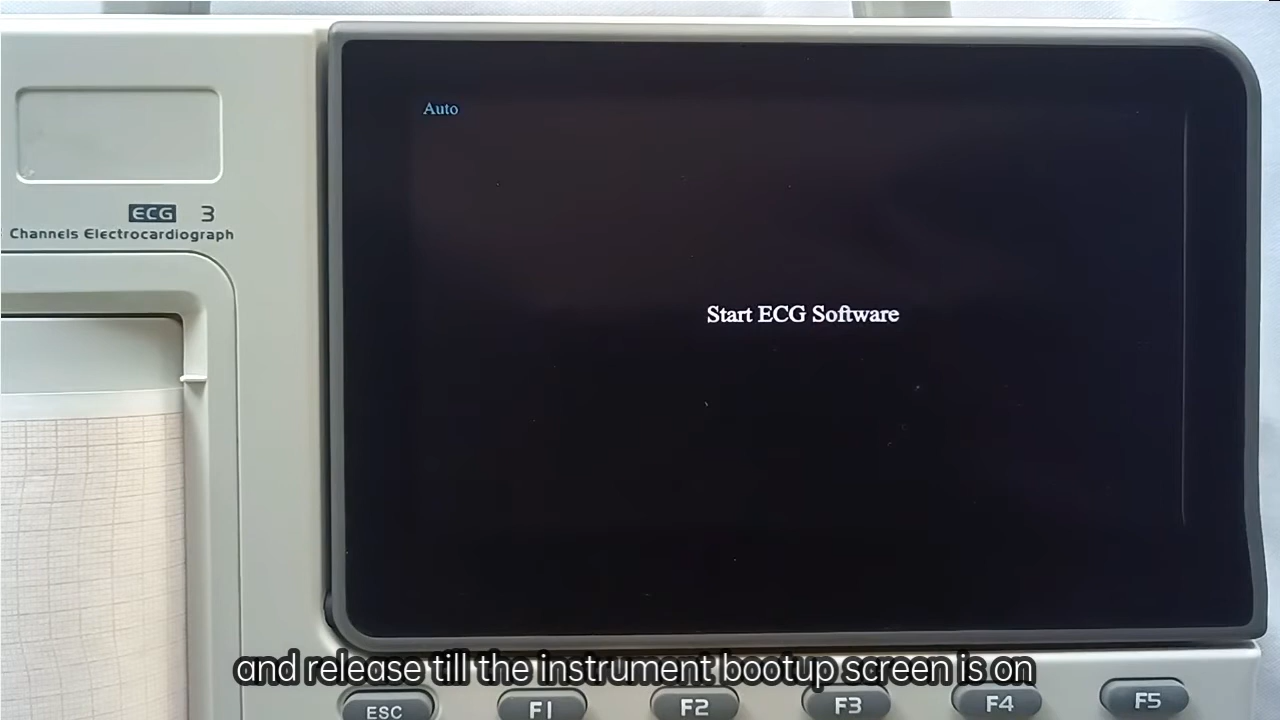 Auto
ECG 3
Channels Electrocardiograph
Start ECG Software
and release till the instrument bootup screen is on
ESC F1 F2 F3 F4 F5